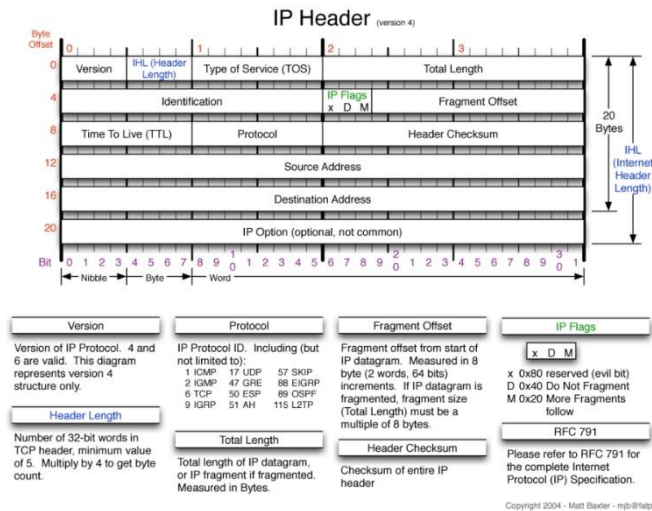 IP Header (version 4)
Byte
Offset
0 1 2 3
0
Version
IHL (Header
Length)
Type of Service (TOS)
Total Length
4
Identification
IP Flags
x D M
Fragment Offset
8
Time To Live (TTL)
Protocol
Header Checksum
12
Source Address
16
Destination Address
20
IP Option (optional, not common)
20
Bytes
IHL
(Internet
Header
Length)
Bit 0 1 2 3 4 5 6 7 8 9 10 1 2 3 4 5 6 7 8 9 20 1 2 3 4 5 6 7 8 9 30 1
Nibble Byte Word
Version
Version of IP Protocol. 4 and
6 are valid. This diagram
represents version 4
structure only.
Header Length
Number of 32-bit words in
TCP header, minimum value
of 5. Multiply by 4 to get byte
count.
Protocol
IP Protocol ID. Including (but
not limited to):
1 ICMP 17 UDP 57 SKIP
2 IGMP 47 GRE 88 EIGRP
6 TCP 50 ESP 89 OSPF
9 IGRP 51 AH 115 L2TP
Total Length
Total length of IP datagram,
or IP fragment if fragmented.
Measured in Bytes.
Fragment Offset
Fragment offset from start of
IP datagram. Measured in 8
byte (2 words, 64 bits)
increments. If IP datagram is
fragmented, fragment size
(Total Length) must be a
multiple of 8 bytes.
Header Checksum
Checksum of entire IP
header
IP Flags
x D M
x 0x80 reserved (evil bit)
D 0x40 Do Not Fragment
M 0x20 More Fragments
follow
RFC 791
Please refer to RFC 791 for
the complete Internet
Protocol (IP) Specification.
Copyright 2004 - Matt Baxter - mjb@fatp